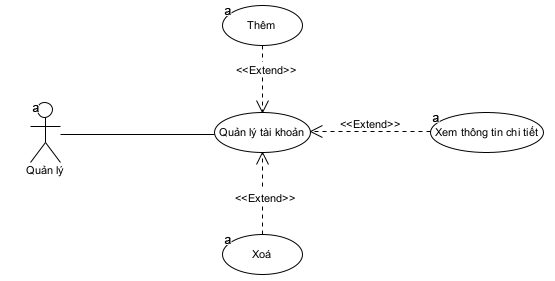 a
Thêm
<<Extend>>
a
Quản lý
Quản lý tài khoản
<<Extend>>
a
Xem thông tin chi tiết
<<Extend>>
a
Xoá